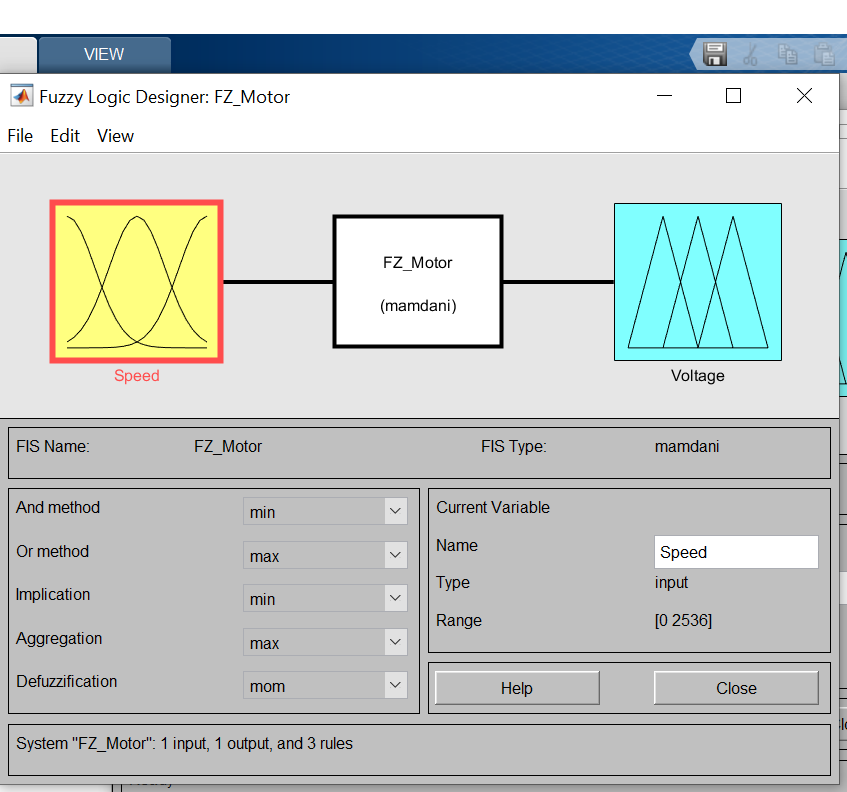 VIEW
Fuzzy Logic Designer: FZ_Motor
File Edit View
FZ_Motor
(mamdani)
Speed
Voltage
FIS Name: FZ_Motor FIS Type: mamdani
And method min
Or method max
Implication min
Aggregation max
Defuzzification mom
Current Variable
Name Speed
Type input
Range [0 2536]
Help Close
System "FZ_Motor": 1 input, 1 output, and 3 rules